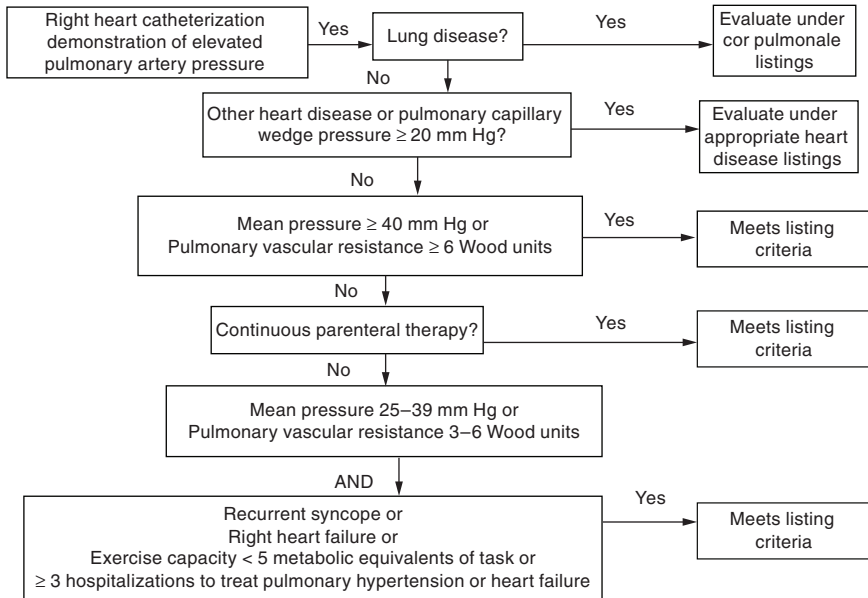 Right heart catheterization
demonstration of elevated
pulmonary artery pressure
Yes
Lung disease?
Yes
Evaluate under
cor pulmonale
listings
No
Other heart disease or pulmonary capillary
wedge pressure ≥ 20 mm Hg?
Yes
Evaluate under
appropriate heart
disease listings
No
Mean pressure ≥ 40 mm Hg or
Pulmonary vascular resistance ≥ 6 Wood units
Yes
Meets listing
criteria
No
Continuous parenteral therapy?
Yes
Meets listing
criteria
No
Mean pressure 25–39 mm Hg or
Pulmonary vascular resistance 3–6 Wood units
AND
Recurrent syncope or
Right heart failure or
Exercise capacity < 5 metabolic equivalents of task or
≥ 3 hospitalizations to treat pulmonary hypertension or heart failure
Yes
Meets listing
criteria